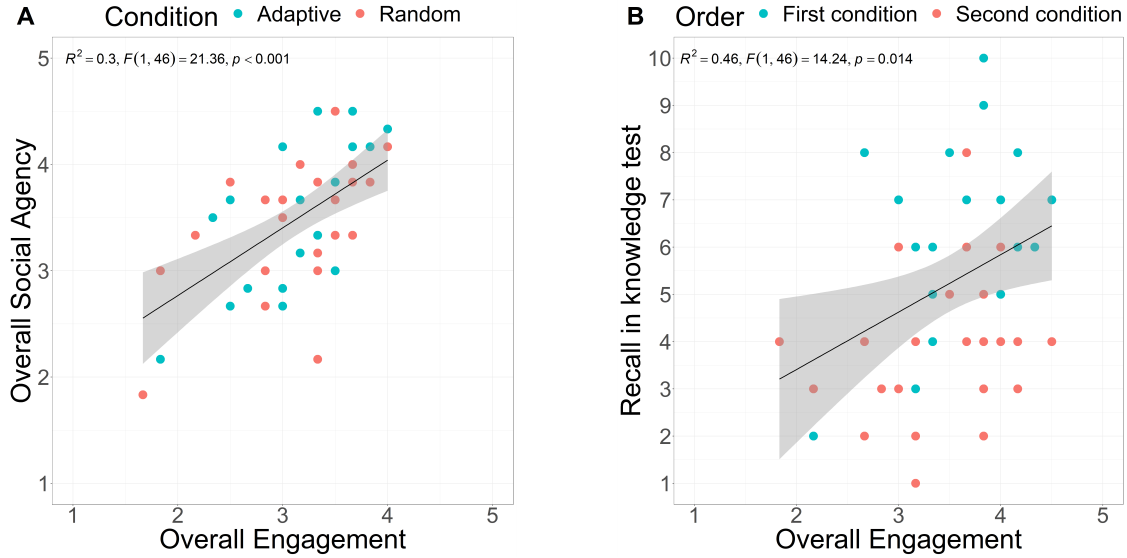 A Condition Adaptive Random
R² = 0.3, F(1, 46) = 21.36, p < 0.001
5
4
3
2
1
Overall Social Agency
1 2 3 4 5
Overall Engagement
B Order First condition Second condition
R² = 0.46, F(1, 46) = 14.24, p = 0.014
10
9
8
7
6
5
4
3
2
1
Recall in knowledge test
1 2 3 4 5
Overall Engagement